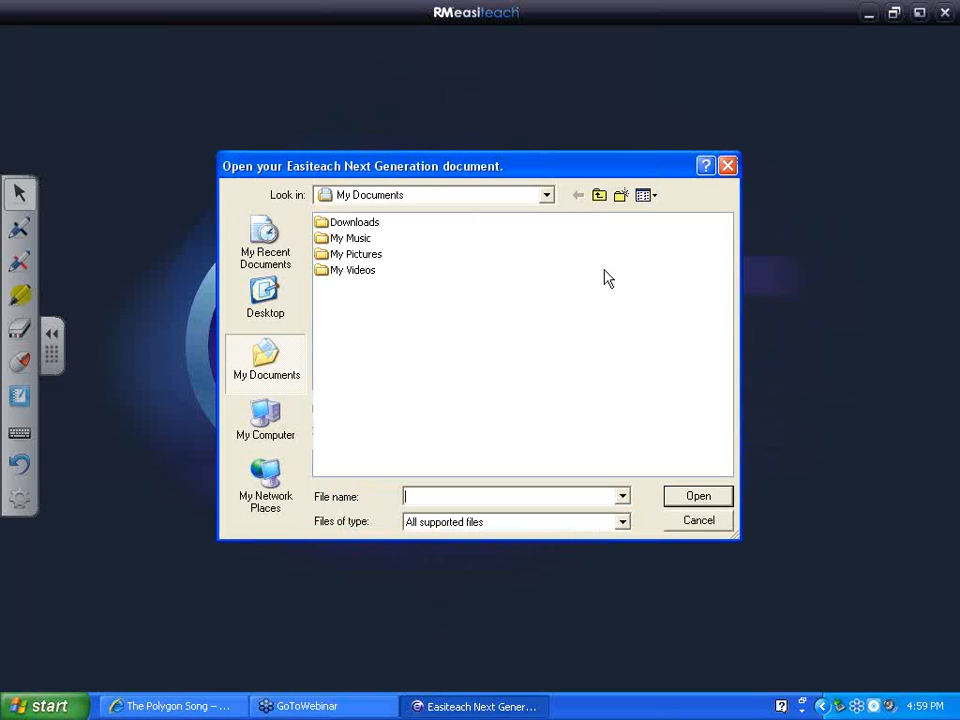 RMeasiteach
Open your Easiteach Next Generation document.
Look in:
My Documents
My Recent
Documents
Desktop
My Documents
My Computer
My Network
Places
Downloads
My Music
My Pictures
My Videos
File name:
Open
Files of type:
All supported files
Cancel
start
The Polygon Song – ...
GoToWebinar
Easiteach Next Gener...
4:59 PM